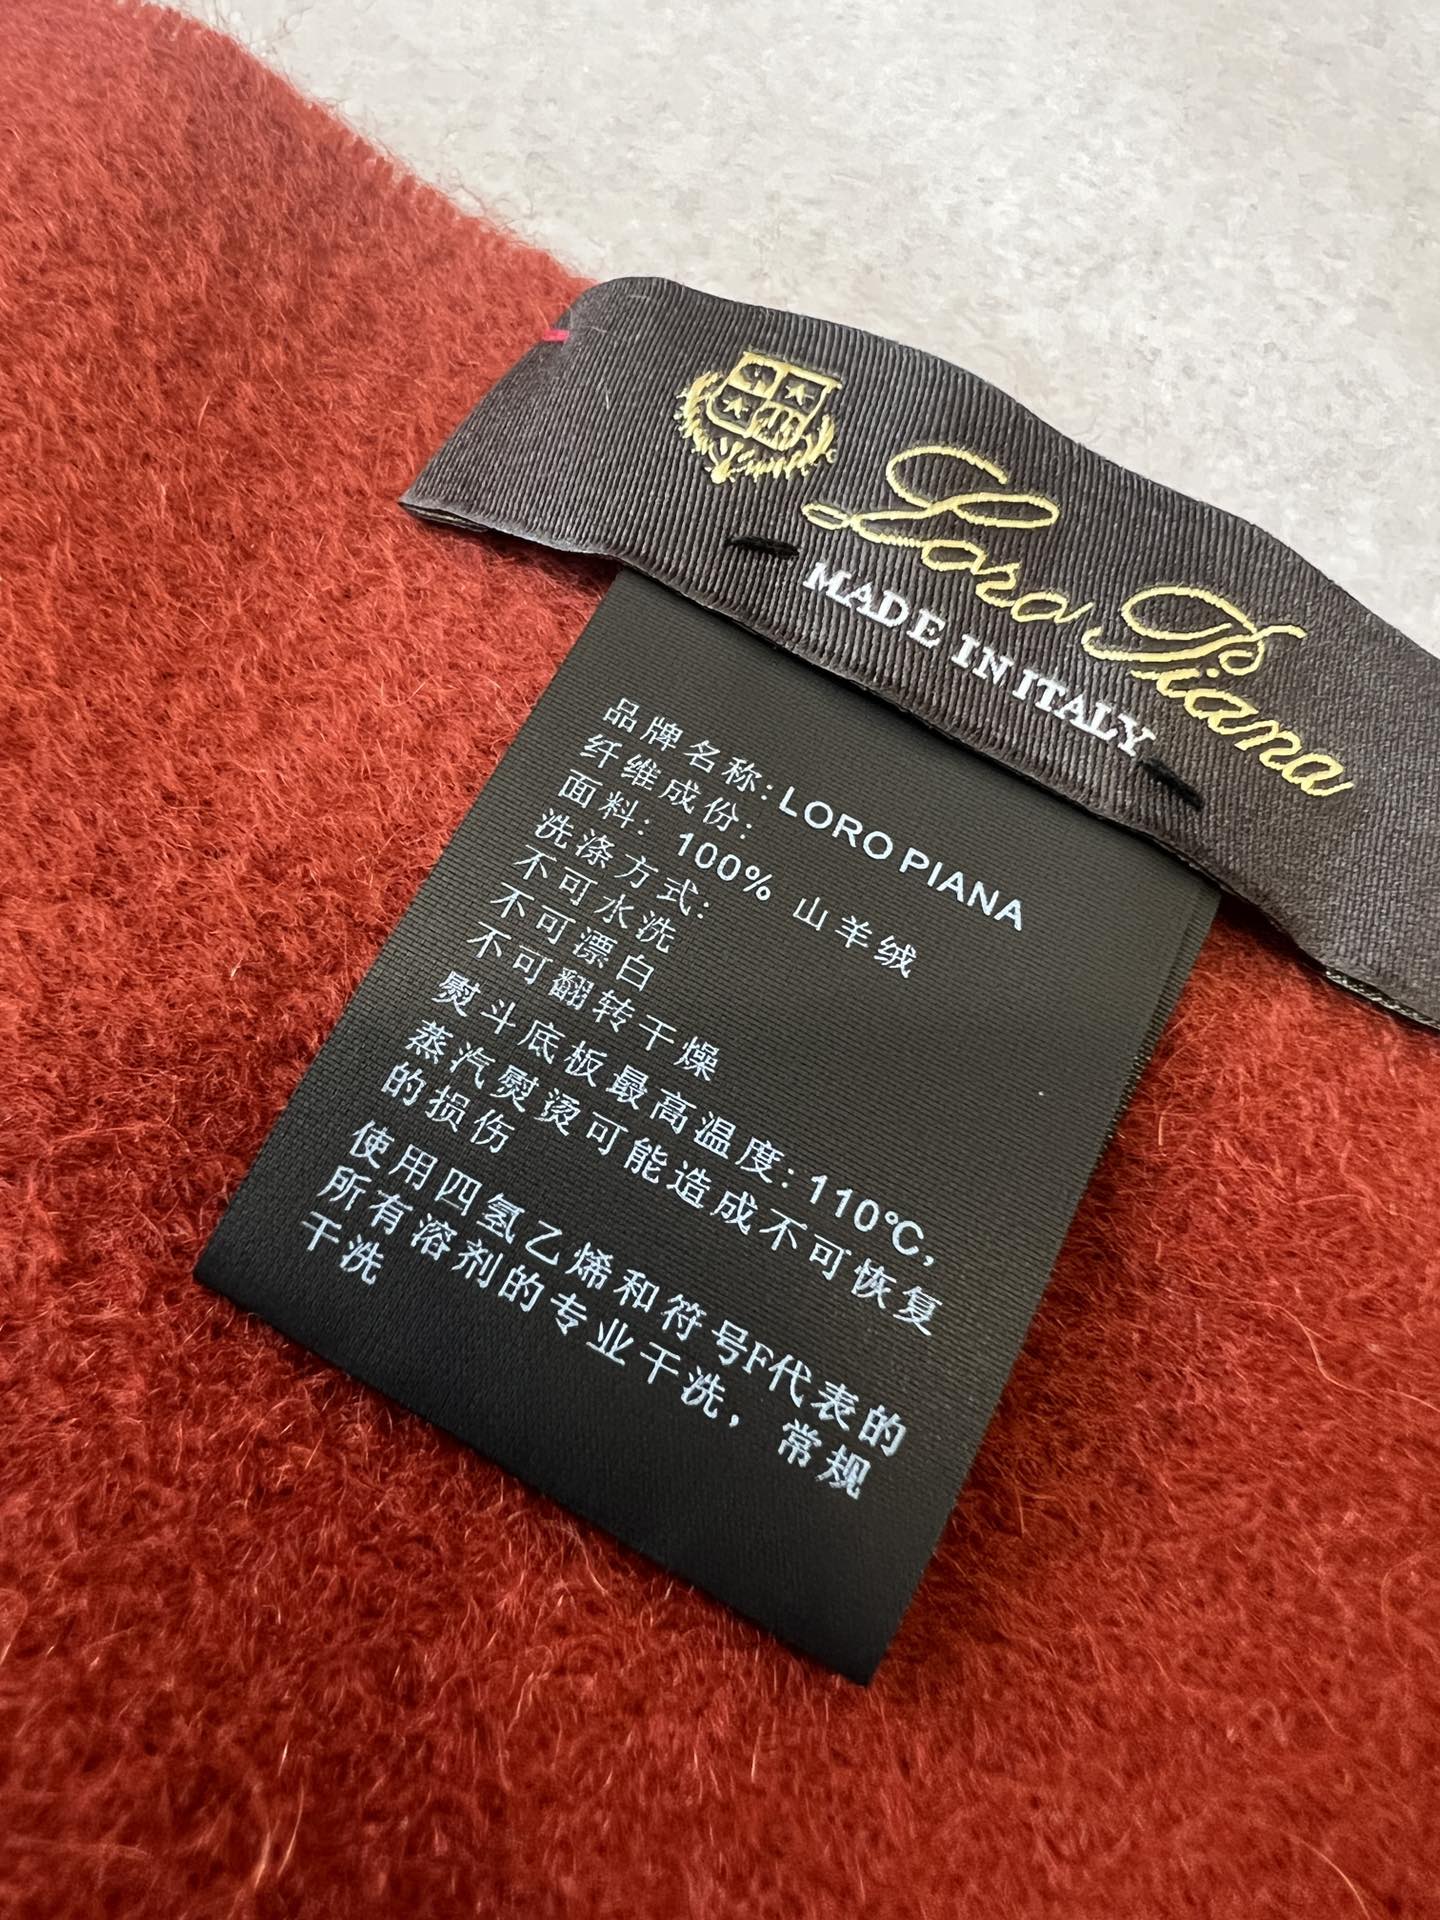 Loro Piana
MADE IN ITALY
品牌名称: LORO PIANA
纤维成份:
面料: 100% 山羊绒
洗涤方式:
不可水洗
不可漂白
不可翻转干燥
熨斗底板最高温度: 110℃,
蒸汽熨烫可能造成不可恢复
的损伤
使用四氢乙烯和符号F代表的
所有溶剂的专业干洗，常规
干洗